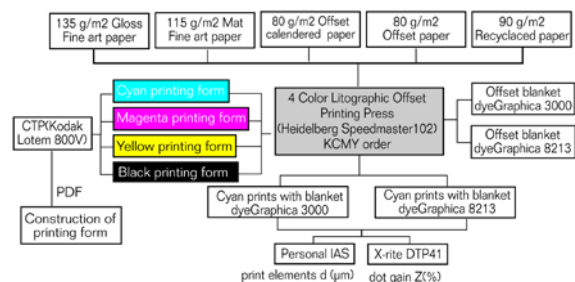 135 g/m2 Gloss
Fine art paper
115 g/m2 Mat
Fine art paper
80 g/m2 Offset
calendered paper
80 g/m2
Offset paper
90 g/m2
Recyclaced paper
Cyan printing form
Magenta printing form
Yellow printing form
Black printing form
CTP(Kodak
Lotem 800V)
PDF
Construction of
printing form
4 Color Litographic Offset
Printing Press
(Heidelberg Speedmaster102)
KCMY order
Offset blanket
dyeGraphica 3000
Offset blanket
dyeGraphica 8213
Cyan prints with blanket
dyeGraphica 3000
Cyan prints with blanket
dyeGraphica 8213
Personal IAS
X-rite DTP41
print elements d (μm)
dot gain Z(%)